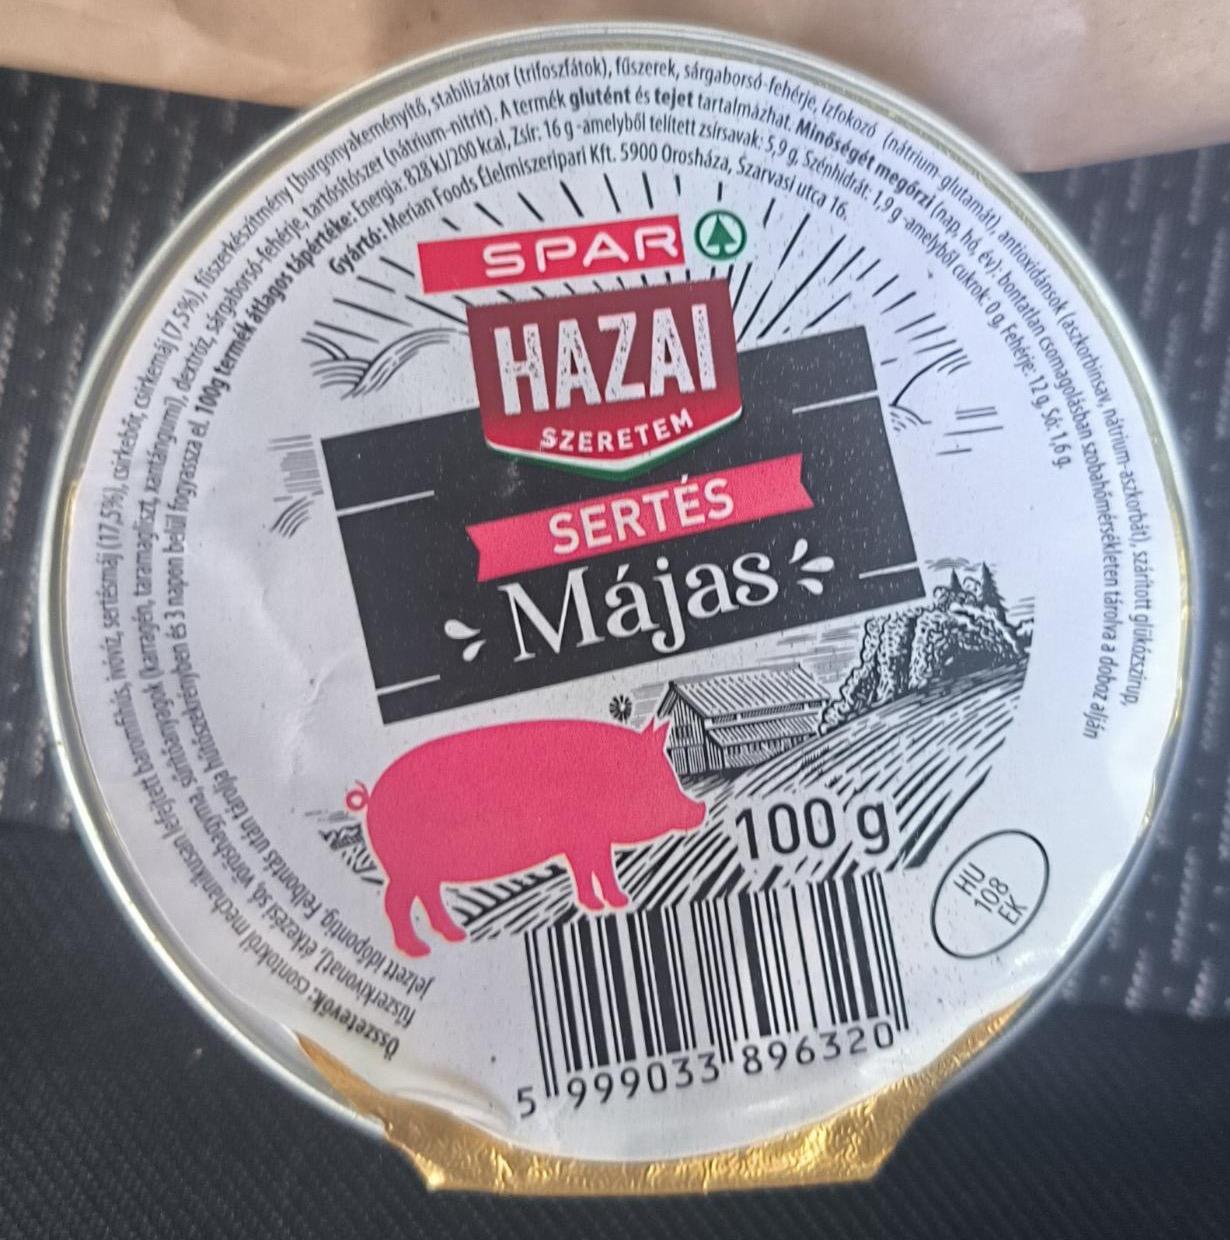 Összetevők: csontokról mechanikusan lefejtett baromfihús, ivóvíz, sertésmáj (17,5%), csirkebőr, csirkemáj (17,5%), fűszerkészítmény [burgonyakeményítő, stabilizátor (trifoszfátok), fűszerek, sárgaborsó-fehérje, ízfokozó (nátrium-glutamát), antioxidánsok (aszkorbinsav, nátrium-aszkorbát), szárított glükózszirup,
fűszerkivonat], étkezési só, vöröshagyma, sűrítőanyagok (karragén, taramagliszt, xantángumi), dextróz, sárgaborsó-fehérje, tartósítószer (nátrium-nitrit). A termék glutént és tejet tartalmazhat. Minőségét megőrzi (nap, hó, év): bontatlan csomagolásban szobahőmérsékleten tárolva a doboz alján
jelzett időpontig. Felbontás után tárolja hűtőszekrényben és 3 napon belül fogyassza el. 100g termék átlagos tápértéke: Energia: 828 kJ/200 kcal, Zsír: 16 g -amelyből telített zsírsavak: 5,9 g, Szénhidrát: 1,9 g -amelyből cukrok: 0 g, Fehérje: 12 g, Só: 1,6 g.
Gyártó: Merian Foods Élelmiszeripari Kft. 5900 Orosháza, Szarvasi utca 16.
SPAR
HAZAI
SZERETEM
SERTÉS
Májas
100 g
HU
108
EK
5 999033 896320